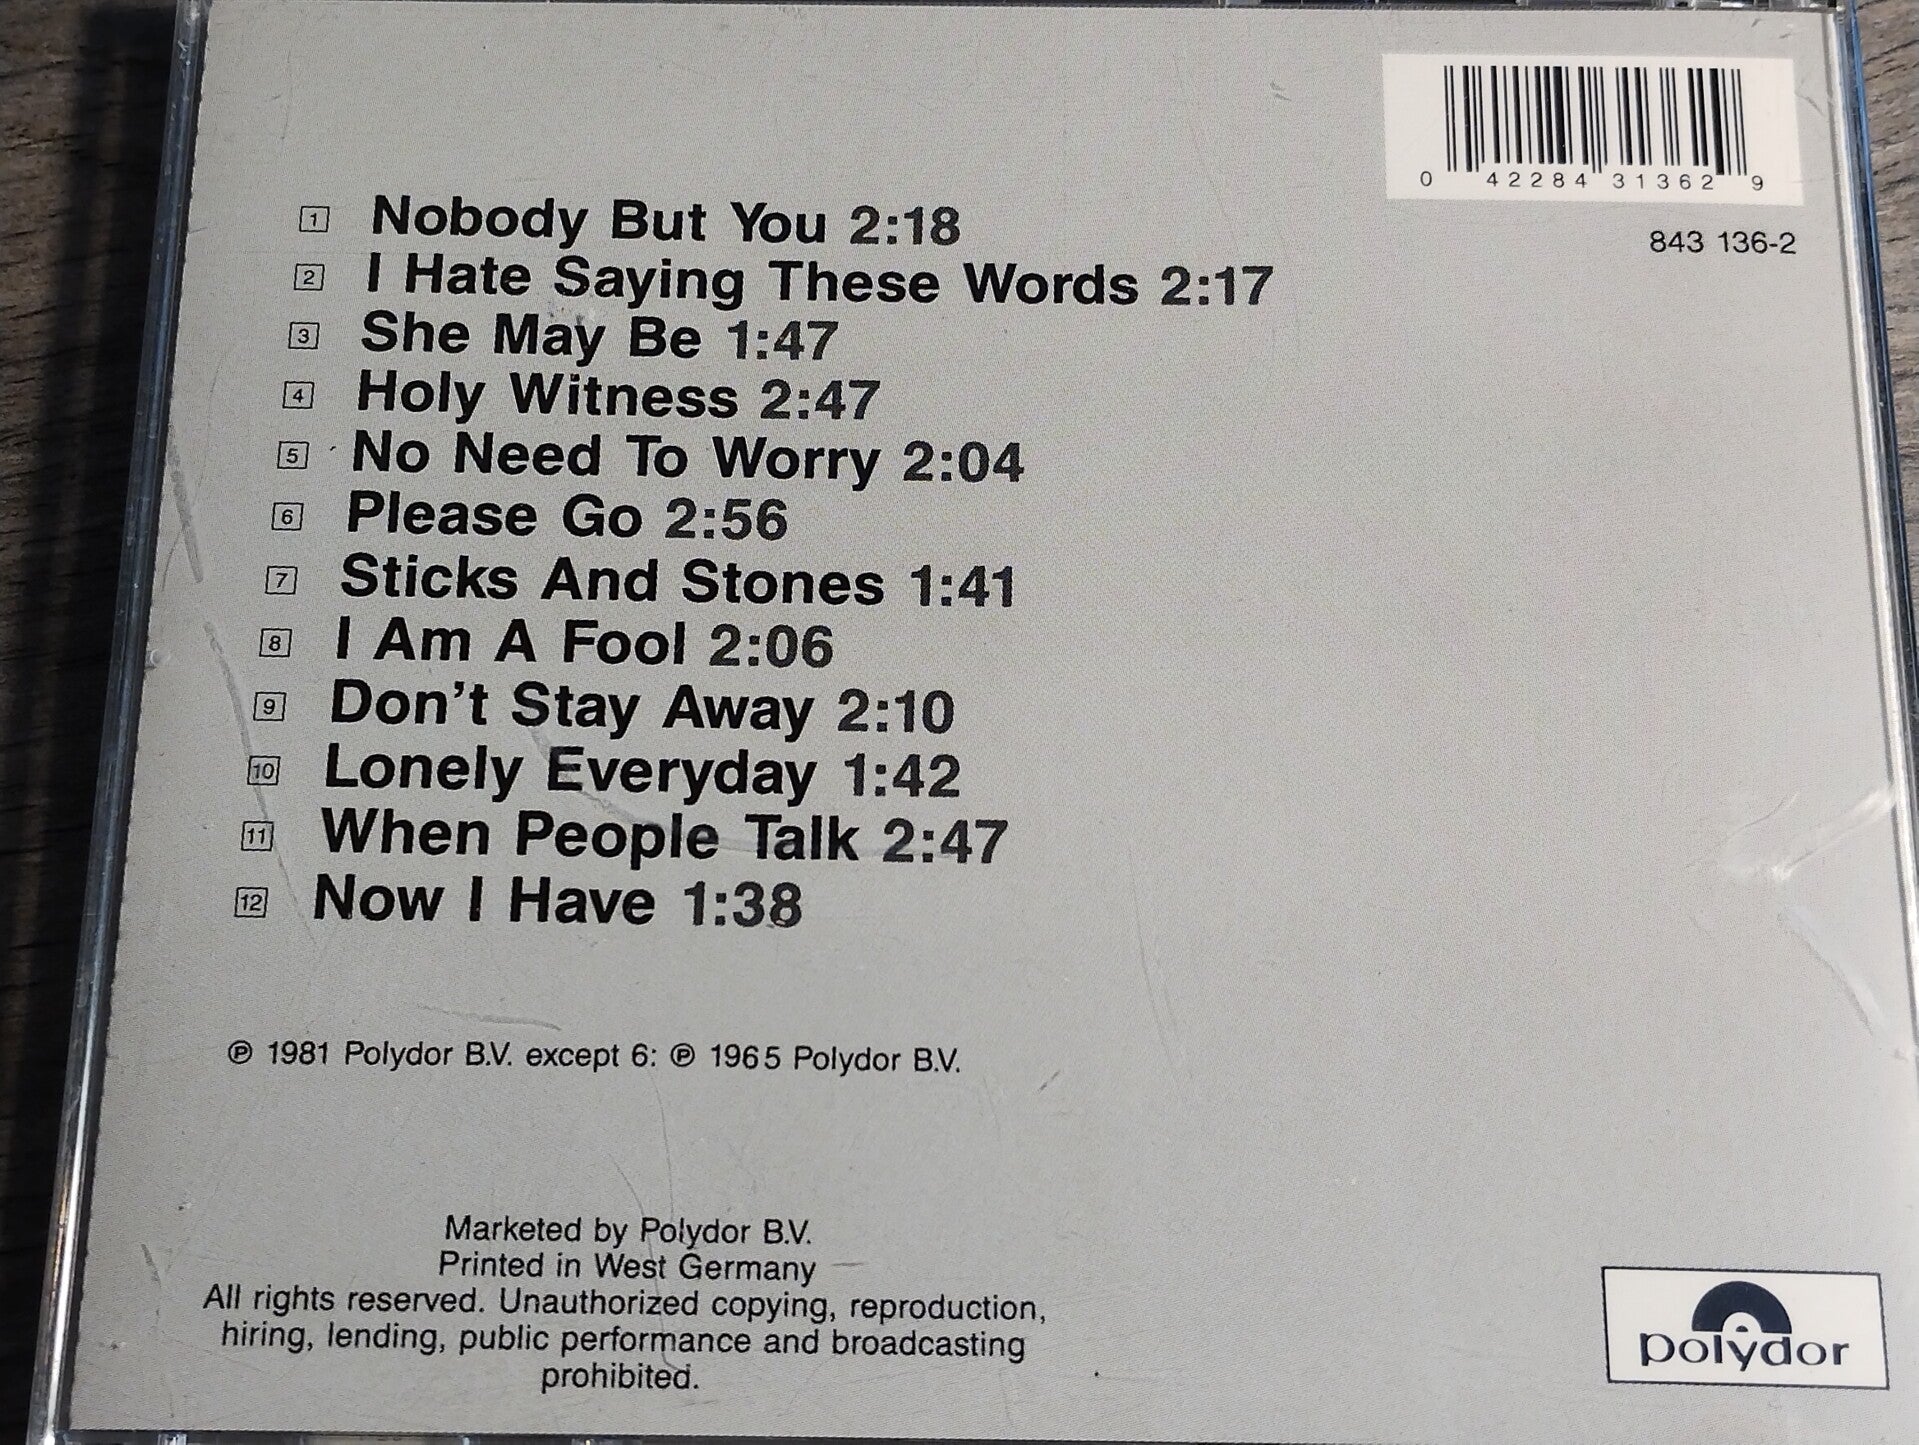 0 42284 31362 9
843 136-2
1 Nobody But You 2:18
2 I Hate Saying These Words 2:17
3 She May Be 1:47
4 Holy Witness 2:47
5 No Need To Worry 2:04
6 Please Go 2:56
7 Sticks And Stones 1:41
8 I Am A Fool 2:06
9 Don't Stay Away 2:10
10 Lonely Everyday 1:42
11 When People Talk 2:47
12 Now I Have 1:38
℗ 1981 Polydor B.V. except 6: ℗ 1965 Polydor B.V.
Marketed by Polydor B.V.
Printed in West Germany
All rights reserved. Unauthorized copying, reproduction,
hiring, lending, public performance and broadcasting
prohibited.
polydor